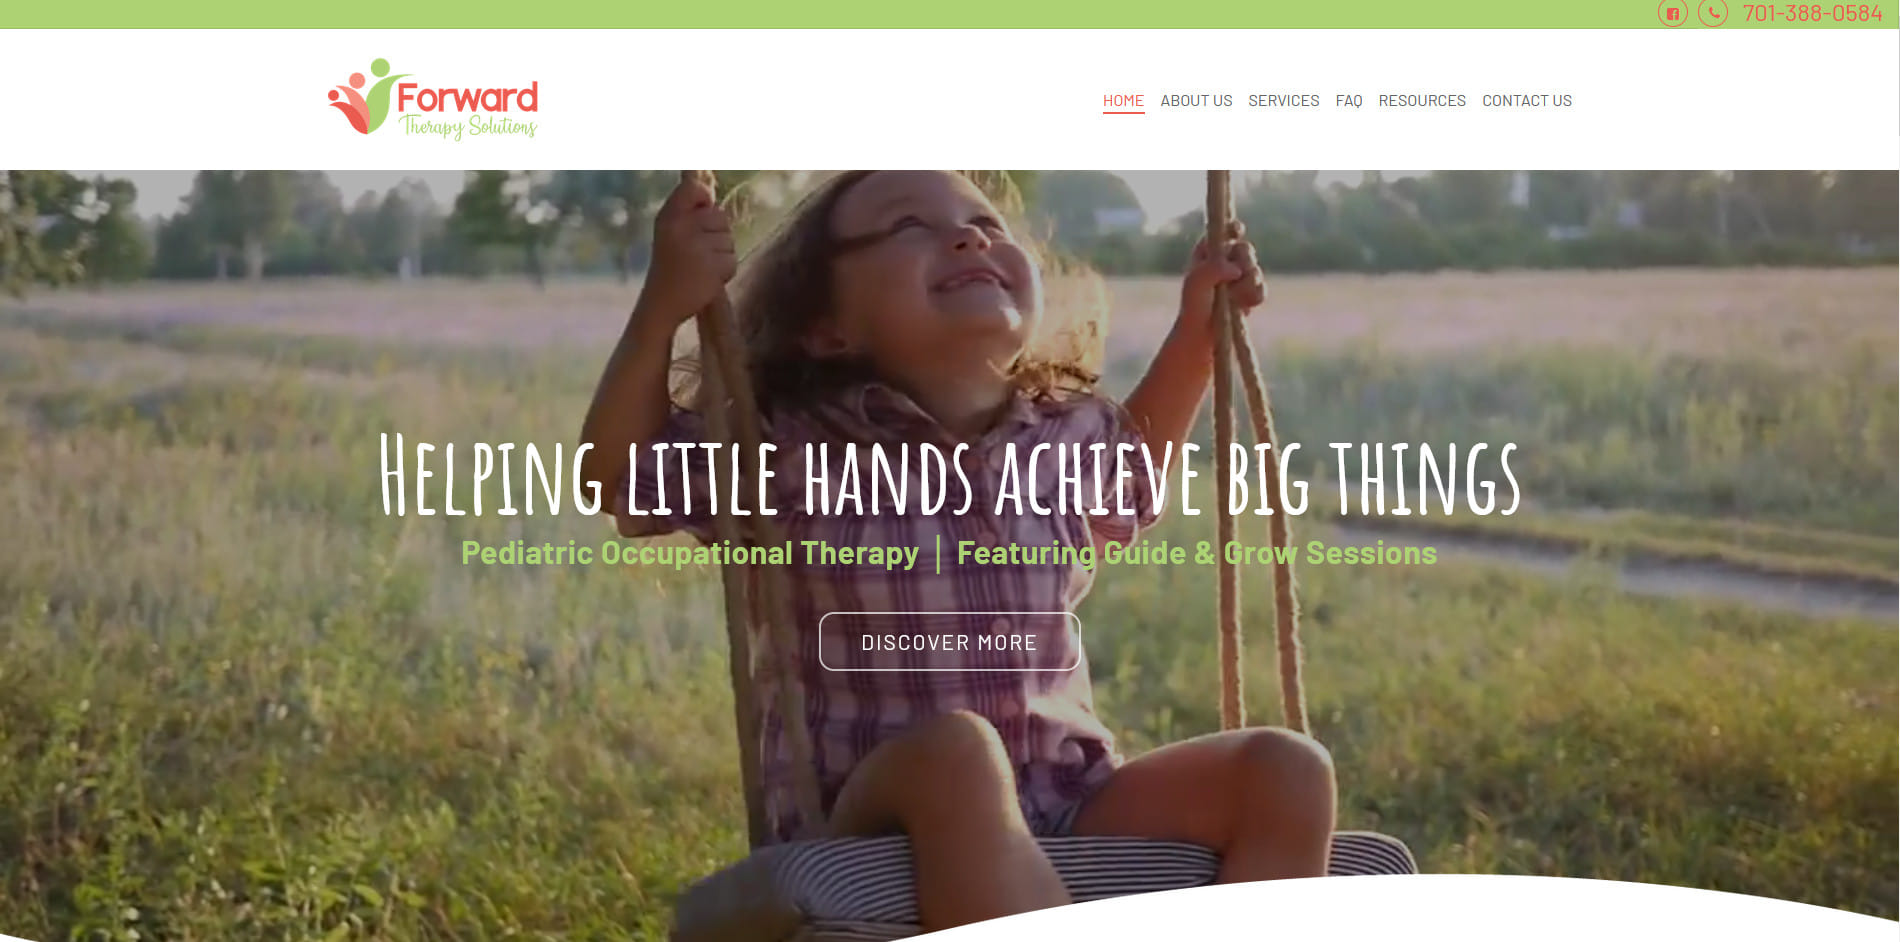 701-388-0584
Forward
Therapy Solutions
HOME ABOUT US SERVICES FAQ RESOURCES CONTACT US
Helping little hands achieve big things
Pediatric Occupational Therapy | Featuring Guide & Grow Sessions
DISCOVER MORE